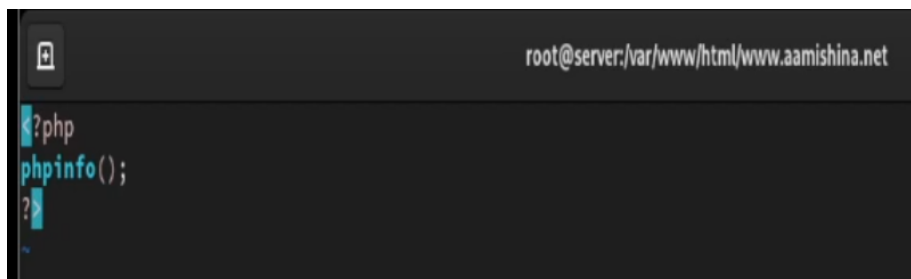 root@server:/var/www/html/www.aamishina.net
<?php
phpinfo();
?>
~